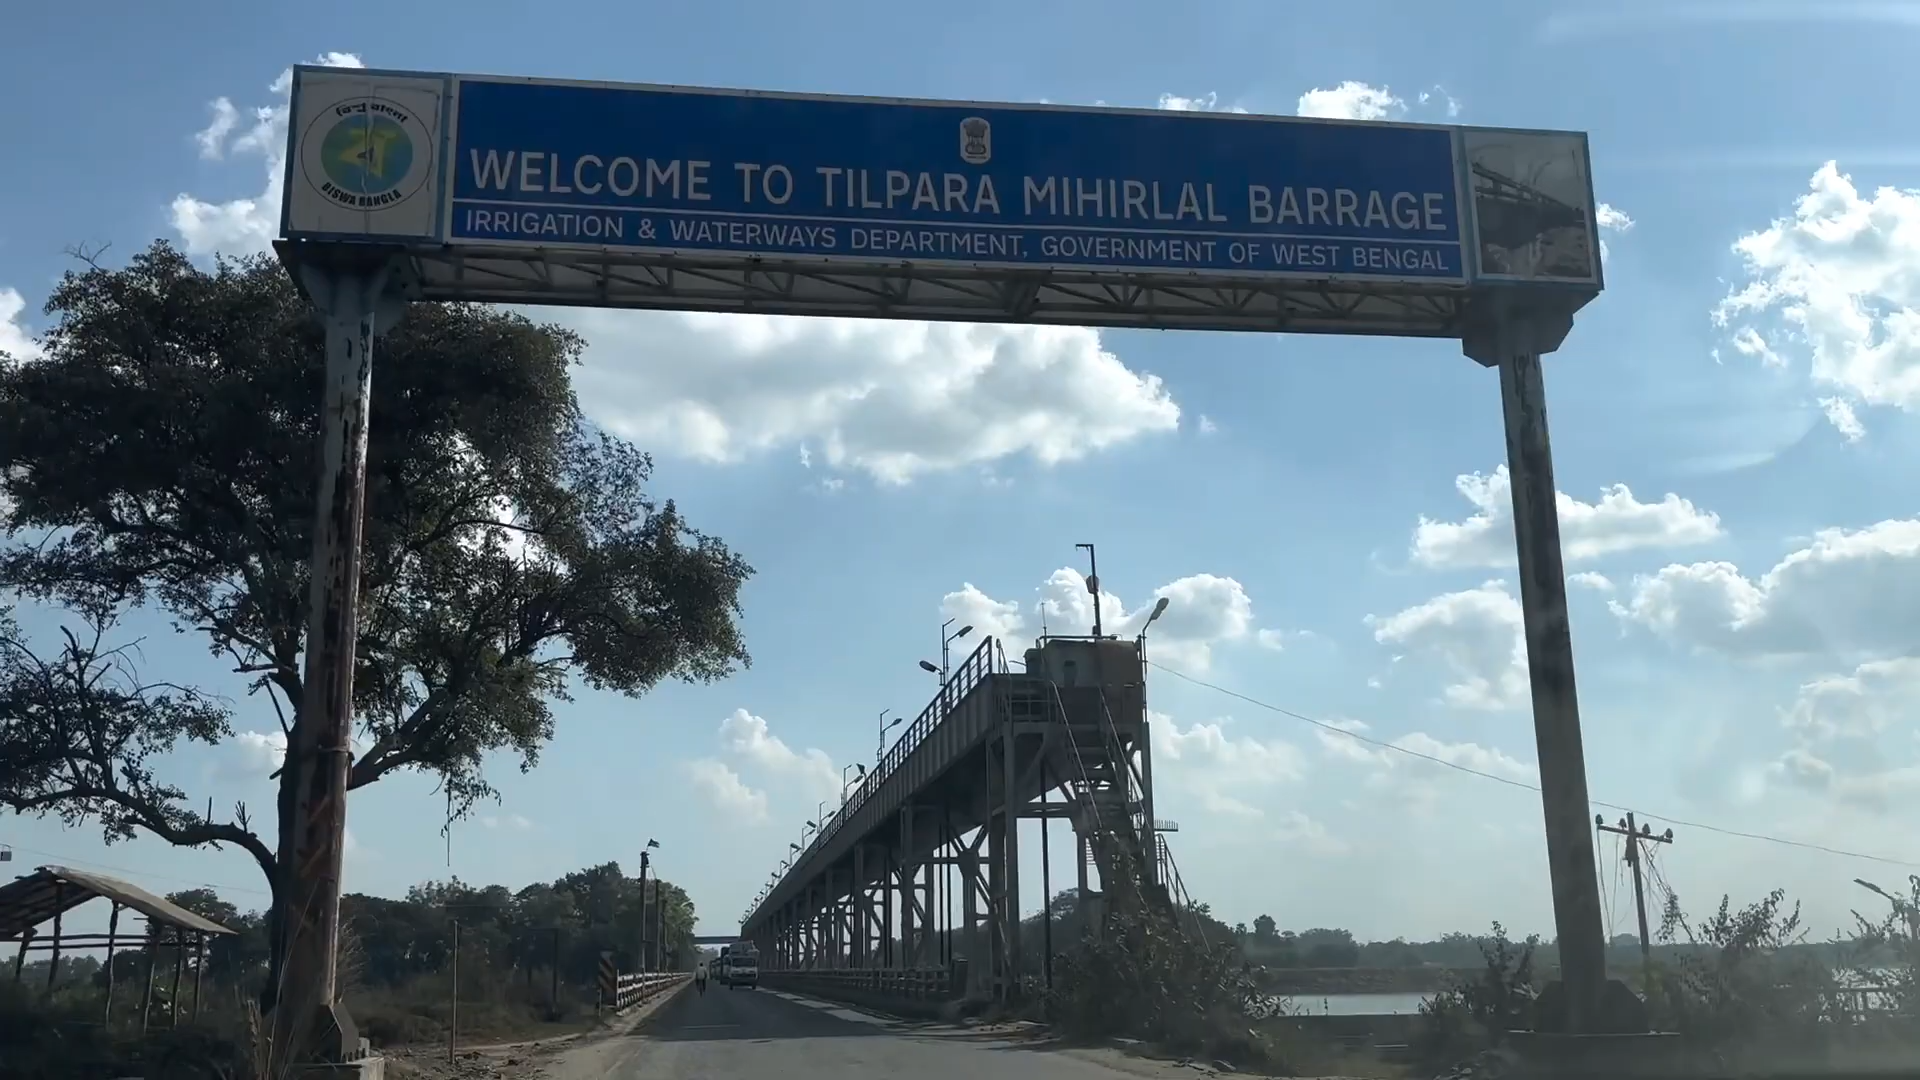 বিশ্ব বাংলা
BISWA BANGLA
WELCOME TO TILPARA MIHIRLAL BARRAGE
IRRIGATION & WATERWAYS DEPARTMENT, GOVERNMENT OF WEST BENGAL